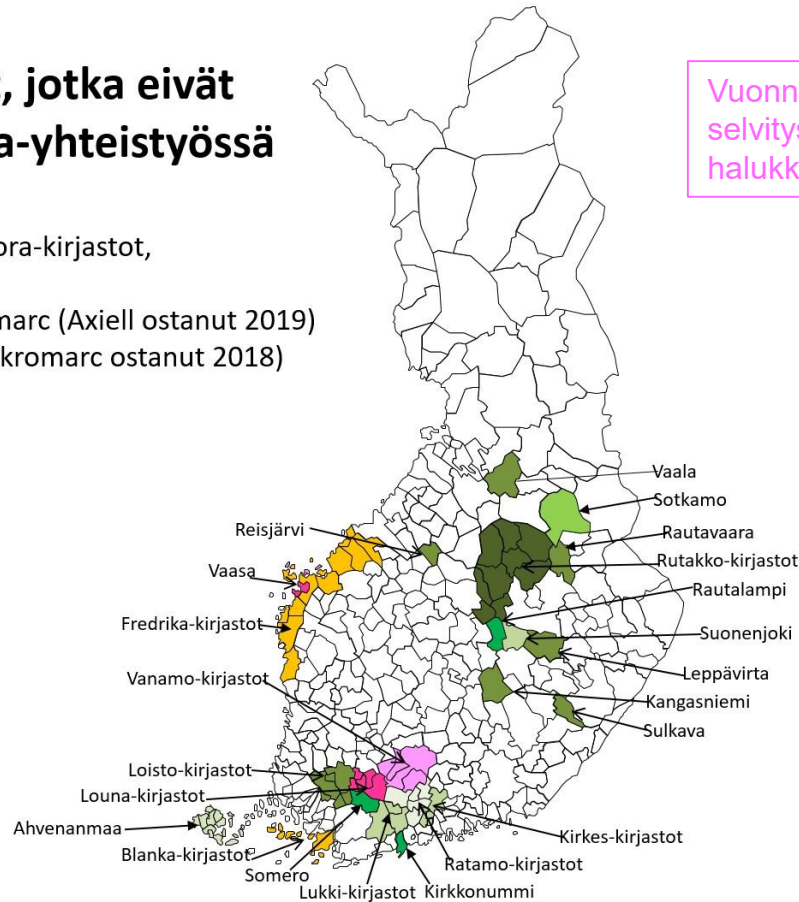 , jotka eivät
a-yhteistyössä
Vuonn
selvitys
halukk
ora-kirjastot,
marc (Axiell ostanut 2019)
kromarc ostanut 2018)
Vaala
Sotkamo
Reisjärvi
Rautavaara
Rutakko-kirjastot
Vaasa
Rautalampi
Fredrika-kirjastot
Suonenjoki
Vanamo-kirjastot
Leppävirta
Kangasniemi
Sulkava
Loisto-kirjastot
Louna-kirjastot
Ahvenanmaa
Blanka-kirjastot
Kirkes-kirjastot
Somero
Ratamo-kirjastot
Lukki-kirjastot
Kirkkonummi